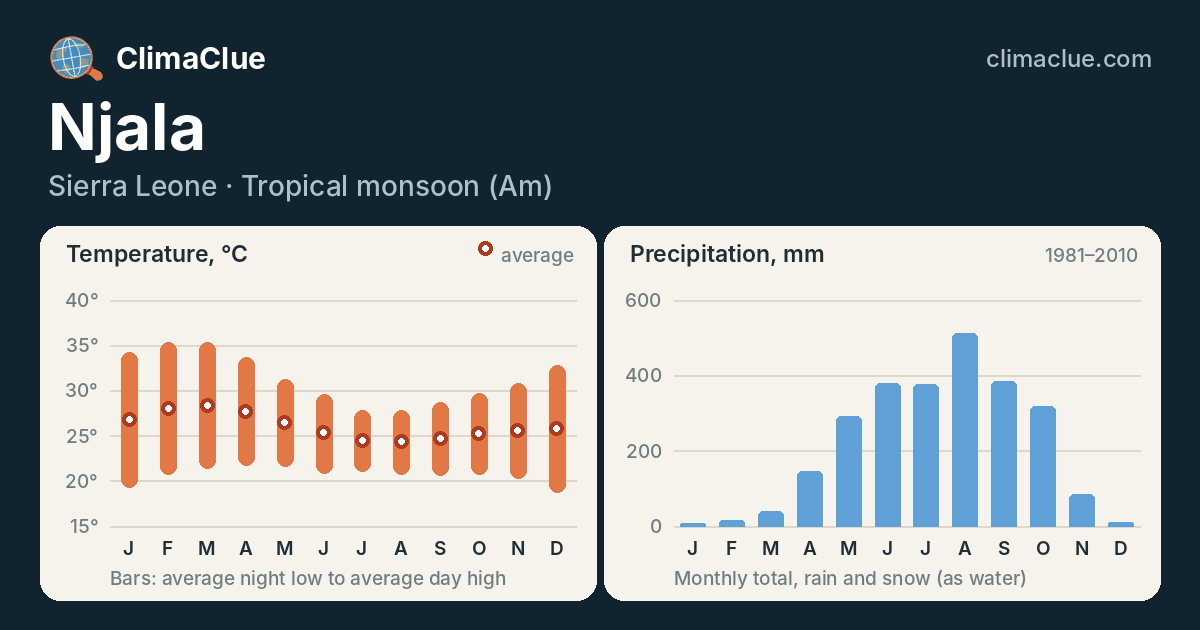 ClimaClue
climaclue.com
Njala
Sierra Leone · Tropical monsoon (Am)
Temperature, °C
average
40°
35°
30°
25°
20°
15°
J F M A M J J A S O N D
Bars: average night low to average day high
Precipitation, mm
1981–2010
600
400
200
0
J F M A M J J A S O N D
Monthly total, rain and snow (as water)